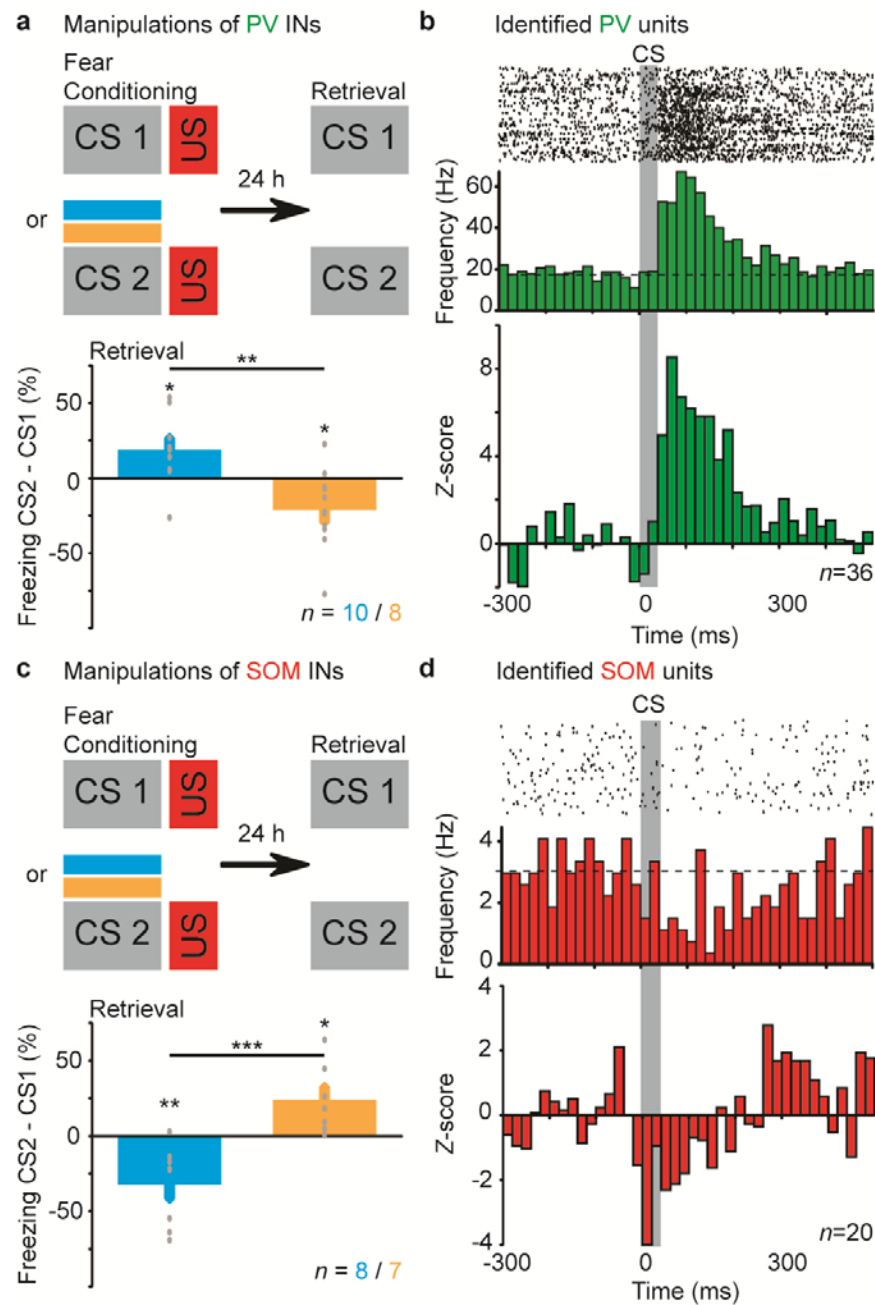 a Manipulations of PV INs
Fear
Conditioning
Retrieval
CS 1
US
CS 1
24 h
or
CS 2
US
CS 2
Retrieval
**
*
*
Freezing CS2 - CS1 (%)
50
0
-50
n = 10 / 8
b Identified PV units
CS
Frequency (Hz)
60
40
20
0
Z-score
8
4
0
n=36
-300
0
300
Time (ms)
c Manipulations of SOM INs
Fear
Conditioning
Retrieval
CS 1
US
CS 1
24 h
or
CS 2
US
CS 2
Retrieval
***
*
**
Freezing CS2 - CS1 (%)
50
0
-50
n = 8 / 7
d Identified SOM units
CS
Frequency (Hz)
4
2
0
Z-score
4
2
0
-2
-4
n=20
-300
0
300
Time (ms)